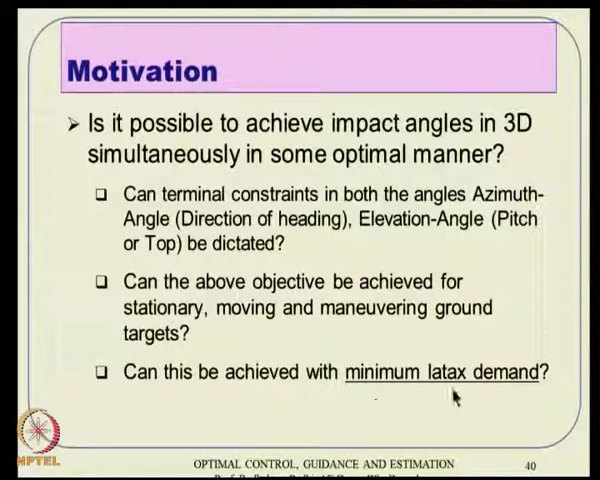 Motivation
Is it possible to achieve impact angles in 3D
simultaneously in some optimal manner?
Can terminal constraints in both the angles Azimuth-
Angle (Direction of heading), Elevation-Angle (Pitch
or Top) be dictated?
Can the above objective be achieved for
stationary, moving and maneuvering ground
targets?
Can this be achieved with minimum latax demand?
NPTEL
OPTIMAL CONTROL, GUIDANCE AND ESTIMATION
40